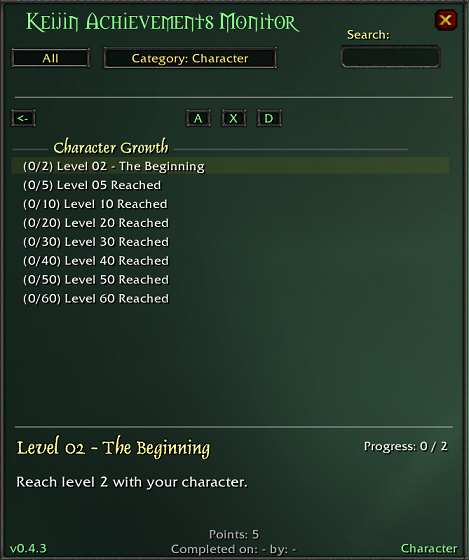 Keijin Achievements Monitor
X
Search:
All
Category: Character
<-
A
X
D
Character Growth
(0/2) Level 02 - The Beginning
(0/5) Level 05 Reached
(0/10) Level 10 Reached
(0/20) Level 20 Reached
(0/30) Level 30 Reached
(0/40) Level 40 Reached
(0/50) Level 50 Reached
(0/60) Level 60 Reached
Level 02 - The Beginning
Progress: 0 / 2
Reach level 2 with your character.
Points: 5
v0.4.3
Completed on: - by: -
Character